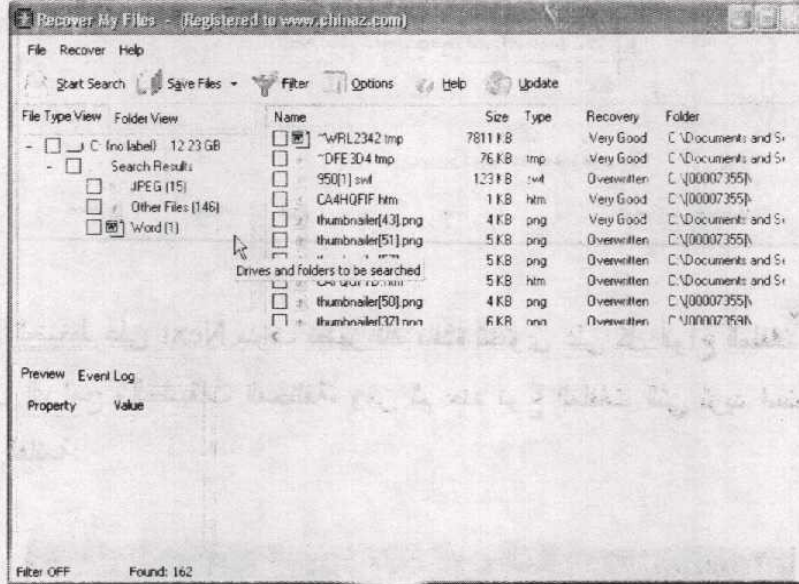 Recover My Files - (Registered to www.chinaz.com)
File Recover Help
Start Search Save Files Filter Options Help Update
File Type View Folder View
- C: (no label) 12.23 GB
- Search Results
JPEG (15)
Other Files (146)
Word (1)
Name Size Type Recovery Folder
~WRL2342 tmp 7811 KB Very Good C:\Documents and Se
~DFE3D4 tmp 76 KB tmp Very Good C:\Documents and Se
950[1] swf 123 KB swf Overwritten C:\[00007355]\
CA4HQFIF htm 1 KB htm Very Good C:\[00007355]\
thumbnailer[43].png 4 KB png Very Good C:\Documents and Se
thumbnailer[51].png 5 KB png Overwritten C:\[00007355]\
5 KB png Overwritten C:\Documents and Se
5 KB htm Overwritten C:\Documents and Se
thumbnailer[50].png 4 KB png Overwritten C:\[00007355]\
thumbnailer[37].png 6 KB png Overwritten C:\[00007359]\
Drives and folders to be searched
Preview Event Log
Property Value
Filter OFF Found: 162